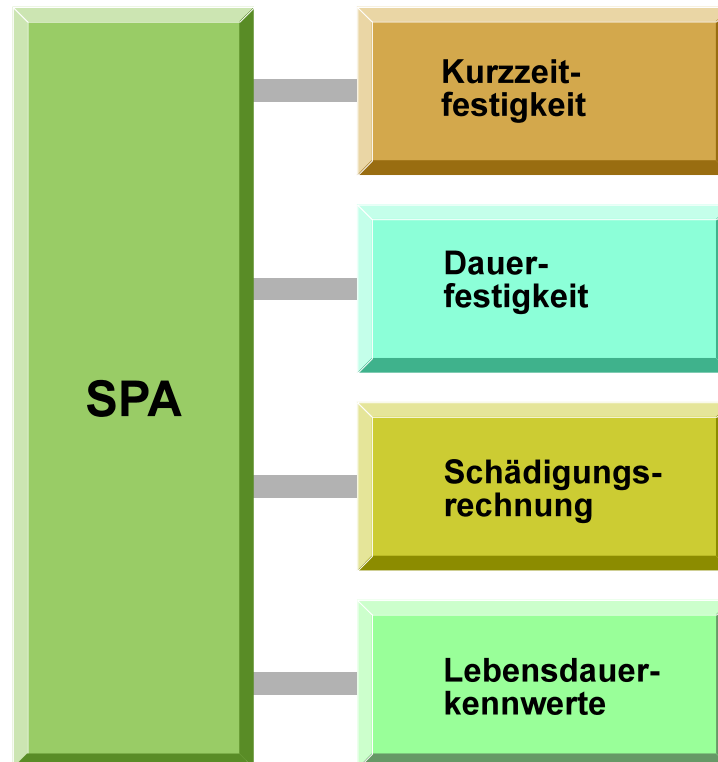 SPA
Kurzzeit-
festigkeit
Dauer-
festigkeit
Schädigungs-
rechnung
Lebensdauer-
kennwerte